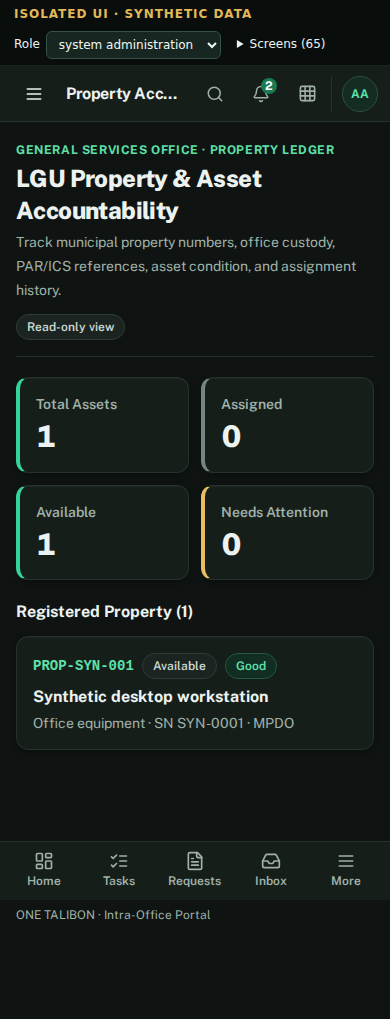 ISOLATED UI · SYNTHETIC DATA
Role system administration ▶ Screens (65)
Property Acc... 2 AA
GENERAL SERVICES OFFICE · PROPERTY LEDGER
LGU Property & Asset
Accountability
Track municipal property numbers, office custody,
PAR/ICS references, asset condition, and assignment
history.
Read-only view
Total Assets
1
Assigned
0
Available
1
Needs Attention
0
Registered Property (1)
PROP-SYN-001 Available Good
Synthetic desktop workstation
Office equipment · SN SYN-0001 · MPDO
Home Tasks Requests Inbox More
ONE TALIBON · Intra-Office Portal